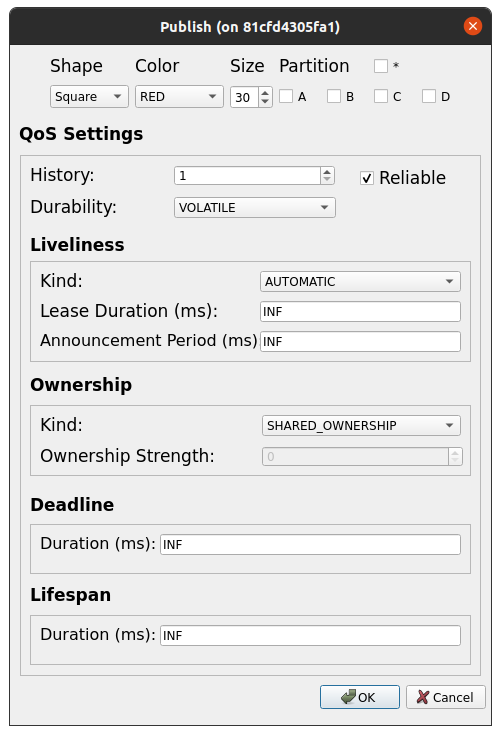 Publish (on 81cfd4305fa1)
Shape Color Size Partition *
Square RED 30 A B C D
QoS Settings
History: 1 Reliable
Durability: VOLATILE
Liveliness
Kind: AUTOMATIC
Lease Duration (ms): INF
Announcement Period (ms) INF
Ownership
Kind: SHARED_OWNERSHIP
Ownership Strength: 0
Deadline
Duration (ms): INF
Lifespan
Duration (ms): INF
OK Cancel